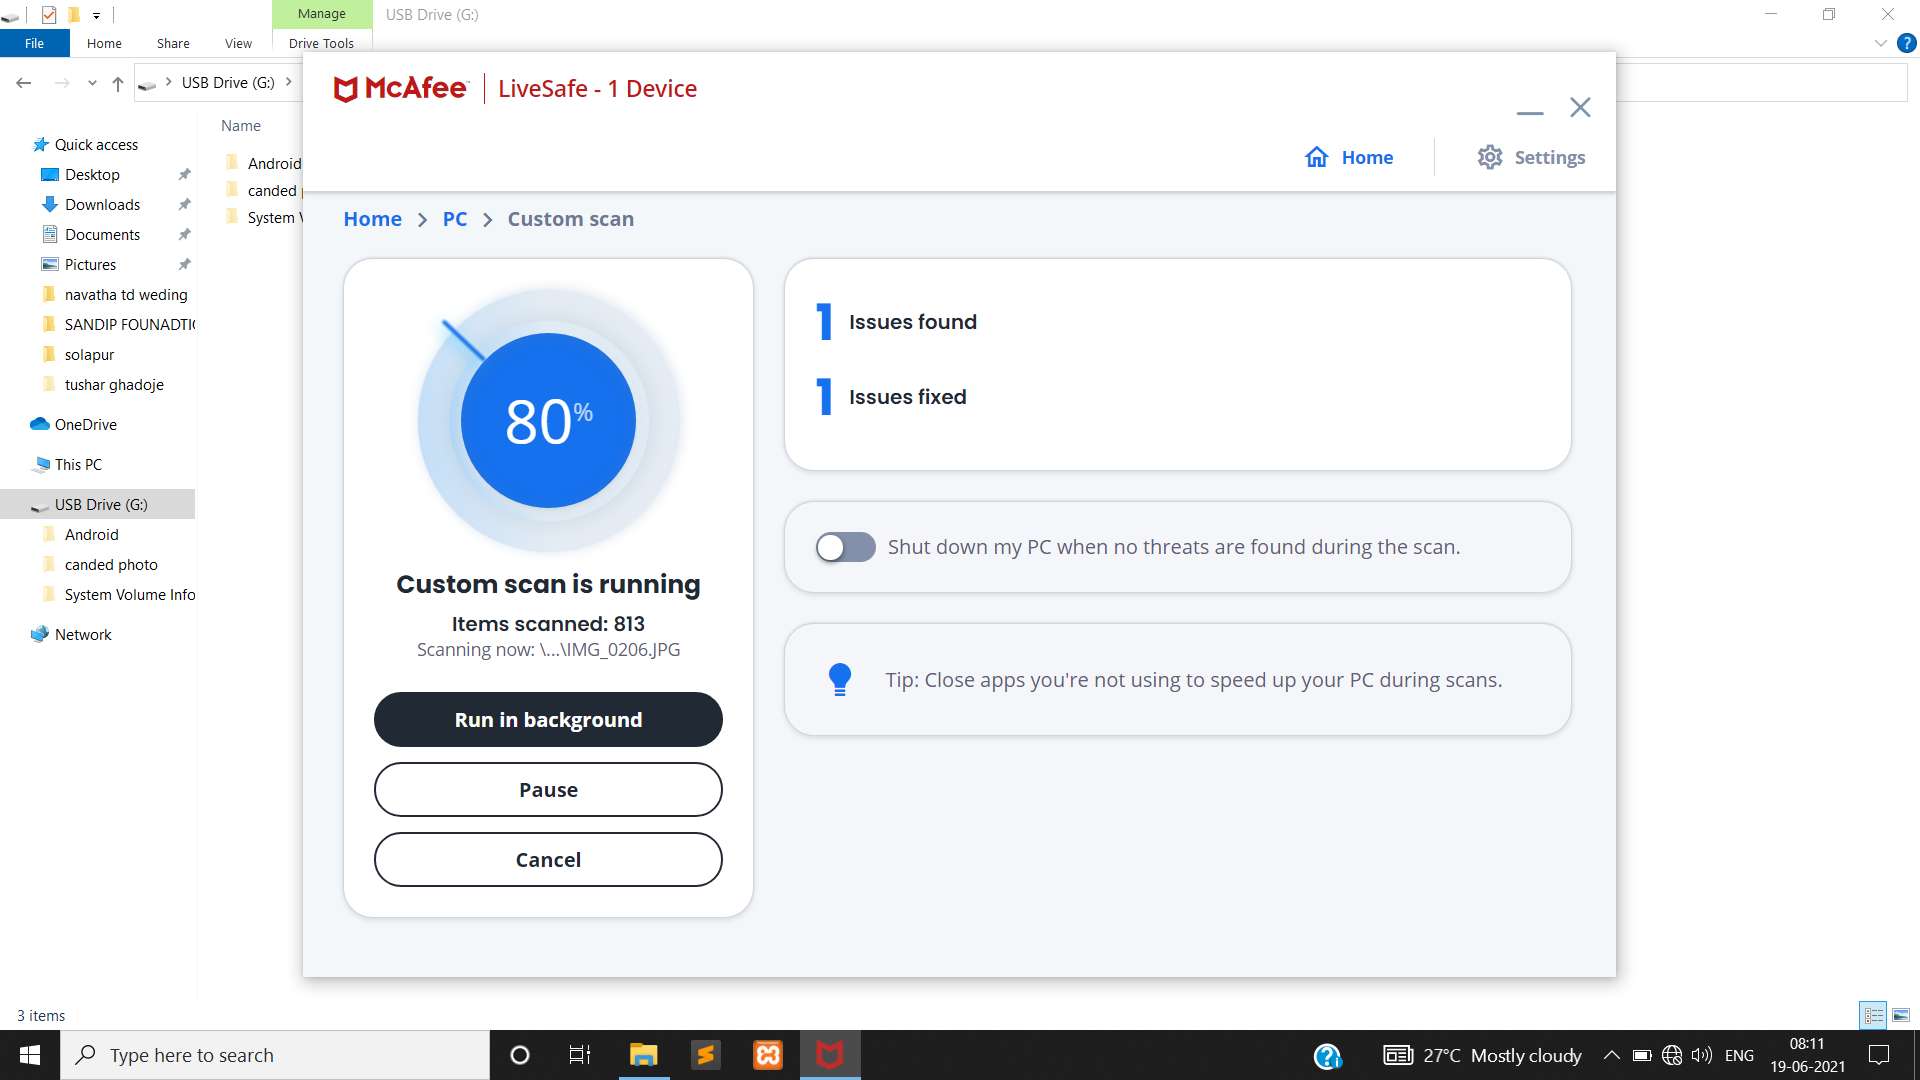 Manage
USB Drive (G:)
File
Home
Share
View
Drive Tools
USB Drive (G:)
Name
Quick access
Desktop
Downloads
Documents
Pictures
navatha td weding
SANDIP FOUNADTI
solapur
tushar ghadoje
OneDrive
This PC
USB Drive (G:)
Android
canded photo
System Volume Info
Network
3 items
Android
canded
System
McAfee
LiveSafe - 1 Device
Home
Settings
Home > PC > Custom scan
80%
Custom scan is running
Items scanned: 813
Scanning now: \...\IMG_0206.JPG
Run in background
Pause
Cancel
1 Issues found
1 Issues fixed
Shut down my PC when no threats are found during the scan.
Tip: Close apps you're not using to speed up your PC during scans.
Type here to search
27°C Mostly cloudy
ENG
08:11
19-06-2021